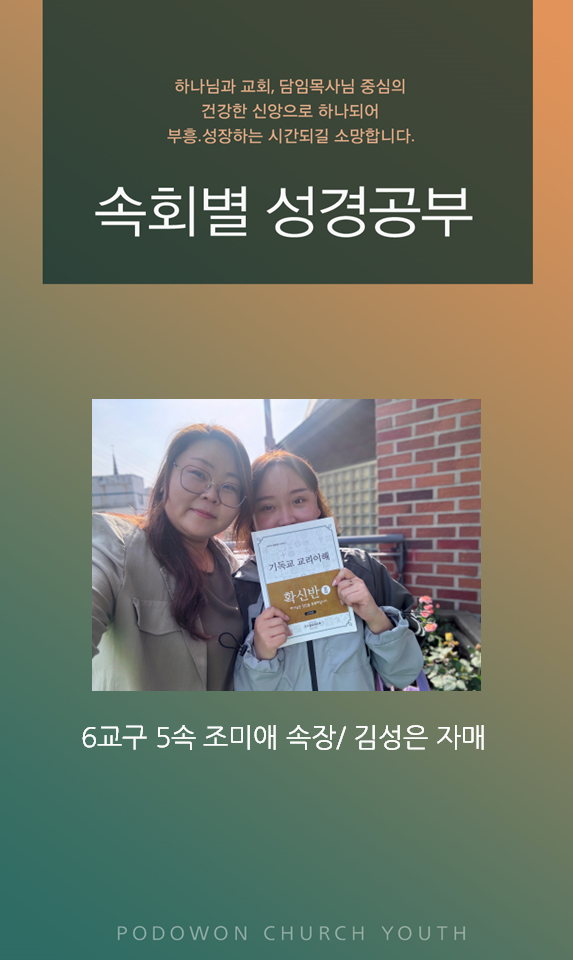 하나님과 교회, 담임목사님 중심의
건강한 신앙으로 하나되어
부흥.성장하는 시간되길 소망합니다.
속회별 성경공부
기독교 교리이해
확신반
6교구 5속 조미애 속장/ 김성은 자매
PODOWON CHURCH YOUTH